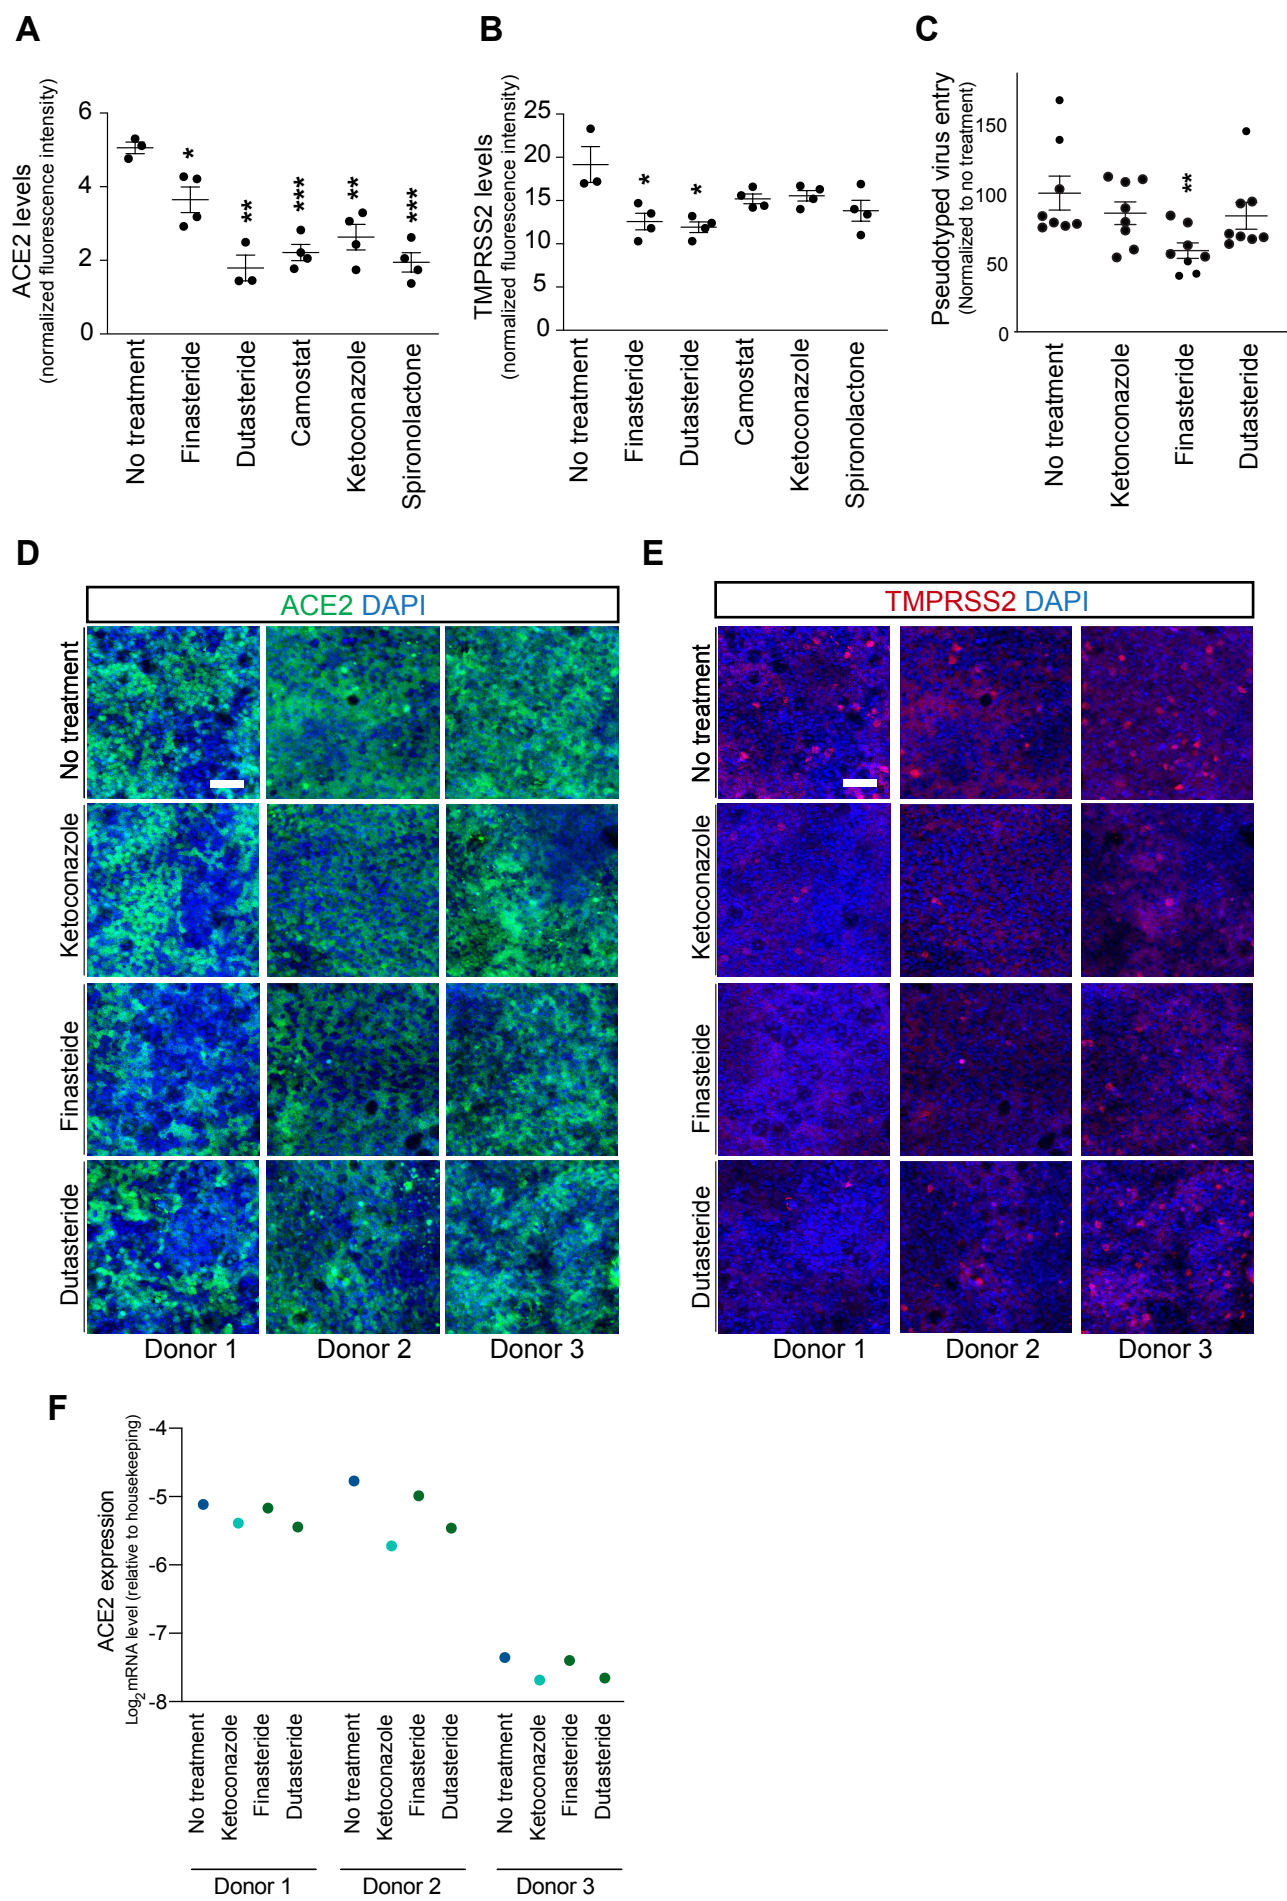 A
ACE2 levels
(normalized fluorescence intensity)
6
4
2
0
*
**
***
**
***
No treatment
Finasteride
Dutasteride
Camostat
Ketoconazole
Spironolactone
B
TMPRSS2 levels
(normalized fluorescence intensity)
25
20
15
10
5
0
*
*
No treatment
Finasteride
Dutasteride
Camostat
Ketoconazole
Spironolactone
C
Pseudotyped virus entry
(Normalized to no treatment)
150
100
50
0
**
No treatment
Ketonconazole
Finasteride
Dutasteride
D
ACE2 DAPI
No treatment
Ketoconazole
Finasteide
Dutasteride
Donor 1
Donor 2
Donor 3
E
TMPRSS2 DAPI
No treatment
Ketoconazole
Finasteride
Dutasteride
Donor 1
Donor 2
Donor 3
F
ACE2 expression
Log2 mRNA level (relative to housekeeping)
-4
-5
-6
-7
-8
No treatment
Ketoconazole
Finasteride
Dutasteride
No treatment
Ketoconazole
Finasteride
Dutasteride
No treatment
Ketoconazole
Finasteride
Dutasteride
Donor 1
Donor 2
Donor 3